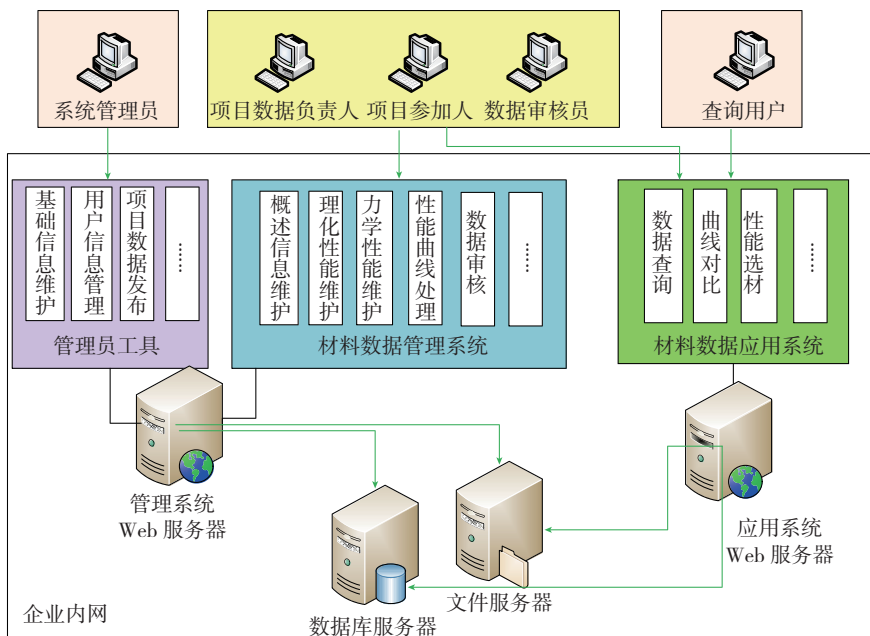 系统管理员
项目数据负责人
项目参加人
数据审核员
查询用户
基础信息维护
用户信息管理
项目数据发布
……
管理员工具
概述信息维护
理化性能维护
力学性能维护
性能曲线处理
数据审核
……
材料数据管理系统
数据查询
曲线对比
性能选材
……
材料数据应用系统
管理系统
Web 服务器
应用系统
Web 服务器
文件服务器
数据库服务器
企业内网